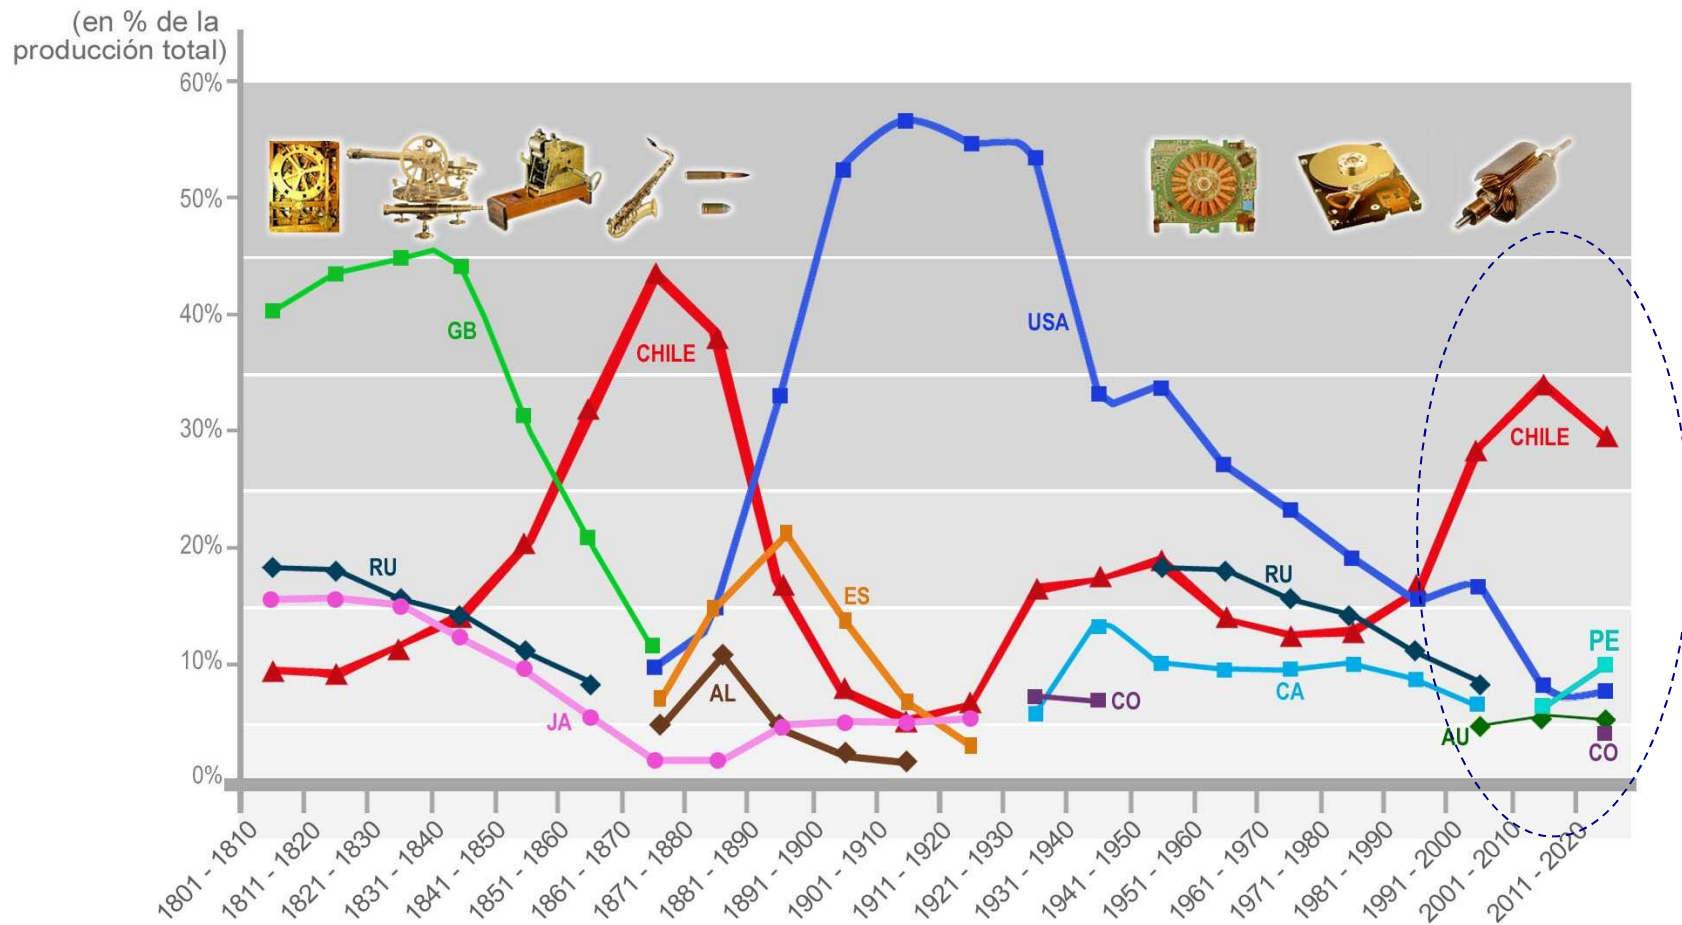 (en % de la
producción total)
60%
50%
40%
30%
20%
10%
0%
GB
CHILE
USA
CHILE
RU
ES
RU
PE
AL
CA
CO
JA
AU
CO
1801 - 1810
1811 - 1820
1821 - 1830
1831 - 1840
1841 - 1850
1851 - 1860
1861 - 1870
1871 - 1880
1881 - 1890
1891 - 1900
1901 - 1910
1911 - 1920
1921 - 1930
1931 - 1940
1941 - 1950
1951 - 1960
1961 - 1970
1971 - 1980
1981 - 1990
1991 - 2000
2001 - 2010
2011 - 2020